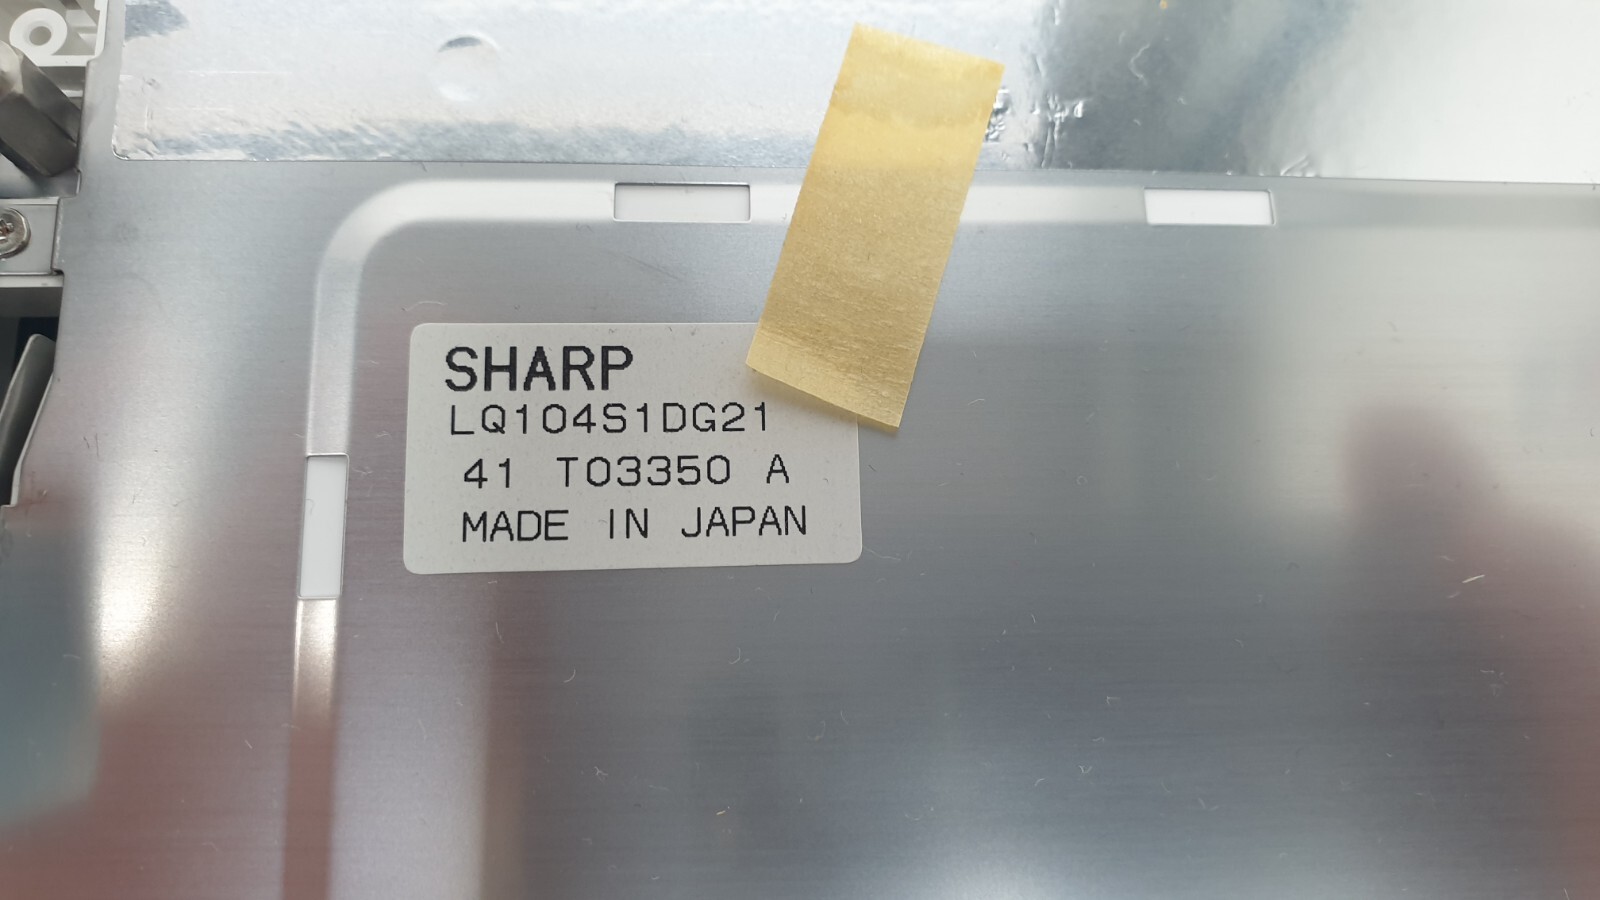 SHARP
LQ104S1DG21
41 T03350 A
MADE IN JAPAN